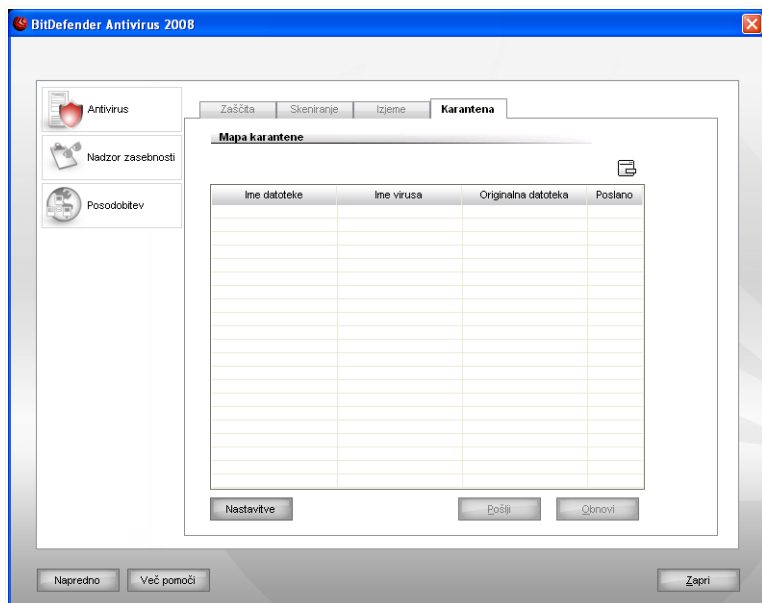 BitDefender Antivirus 2008
Antivirus
Nadzor zasebnosti
Posodobitev
Zaščita Skeniranje Izjeme Karantena
Mapa karantene
Ime datoteke Ime virusa Originalna datoteka Poslano
Nastavitve Pošlji Obnovi
Napredno Več pomoči Zapri